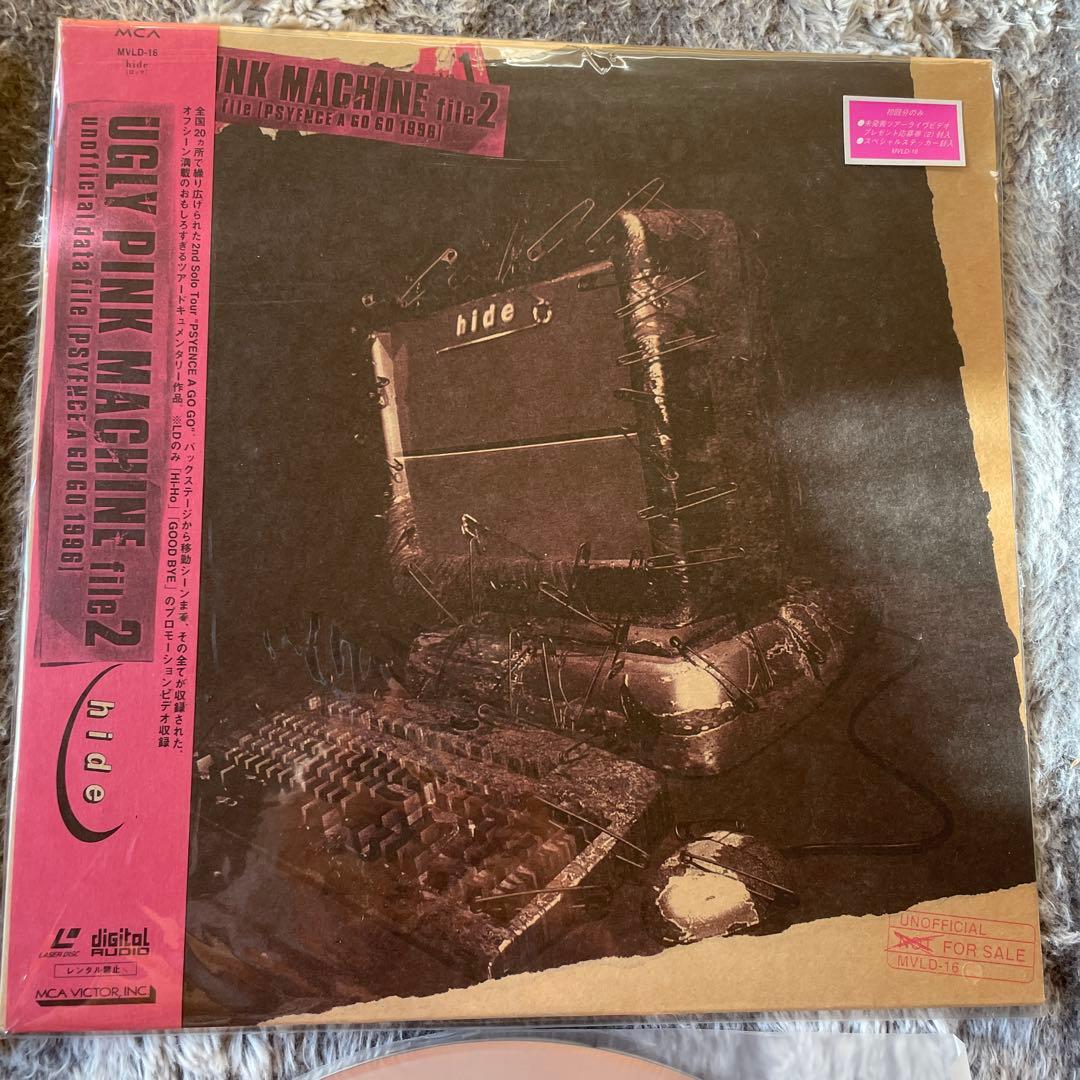 MCA
MVLD-16
hide
[ロック]
UGLY PINK MACHINE file2
unofficial data file [PSYENCE A GO GO 1996]
全国20ヵ所で繰り広げられた2nd Solo Tour "PSYENCE A GO GO"。バックステージから移動シーンまで、その全てが収録された、
オフシーン満載のおもしろすぎるツアードキュメンタリー作品 ※LDのみ「Hi-Ho」「GOOD BYE」のプロモーションビデオ収録
hide
LASER DISC
digital AUDIO
レンタル禁止
MCA VICTOR, INC.
INK MACHINE file2
file [PSYENCE A GO GO 1996]
初回分のみ
●未発表ツアーライヴビデオ
プレゼント応募券(2)封入
●スペシャルステッカー封入
MVLD-16
hide
UNOFFICIAL
NOT FOR SALE
MVLD-16